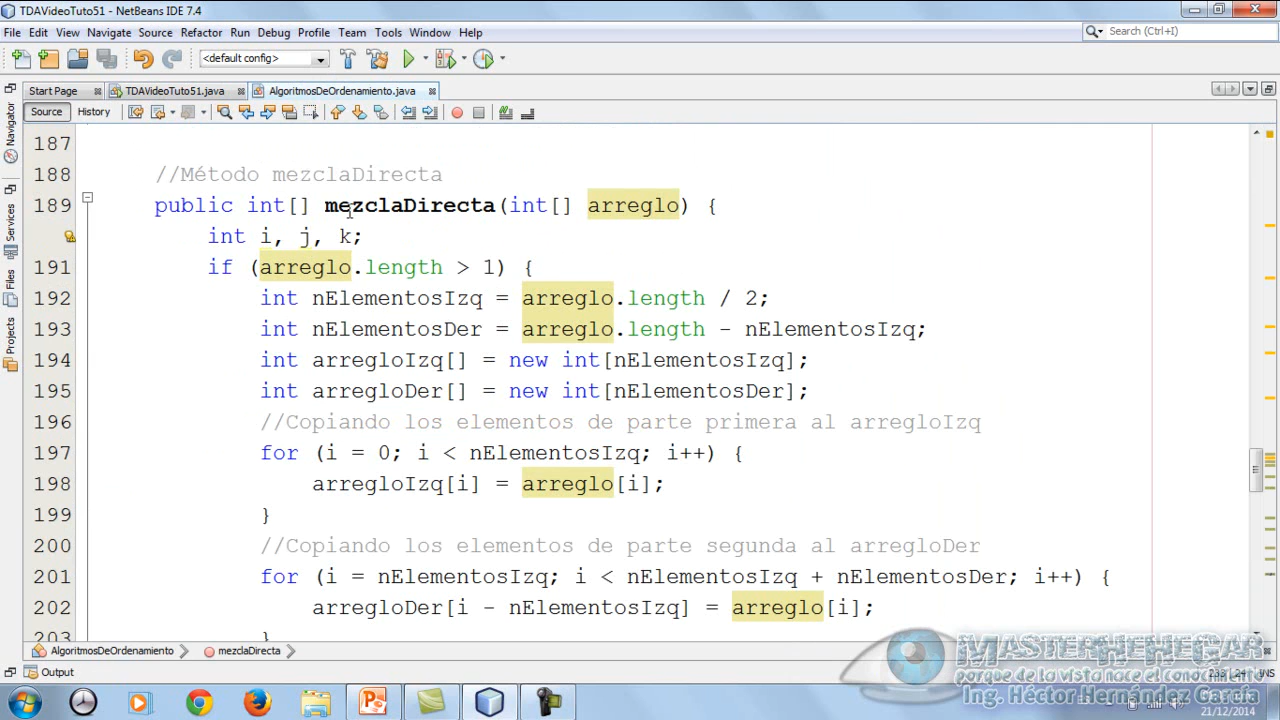 TDAVideoTuto51 - NetBeans IDE 7.4
File Edit View Navigate Source Refactor Run Debug Profile Team Tools Window Help
Search (Ctrl+I)
<default config>
Start Page TDAVideoTuto51.java AlgoritmosDeOrdenamiento.java
Source History
Navigator
Services
Files
Projects
187
188 //Método mezclaDirecta
189 public int[] mezclaDirecta(int[] arreglo) {
int i, j, k;
191 if (arreglo.length > 1) {
192 int nElementosIzq = arreglo.length / 2;
193 int nElementosDer = arreglo.length - nElementosIzq;
194 int arregloIzq[] = new int[nElementosIzq];
195 int arregloDer[] = new int[nElementosDer];
196 //Copiando los elementos de parte primera al arregloIzq
197 for (i = 0; i < nElementosIzq; i++) {
198 arregloIzq[i] = arreglo[i];
199 }
200 //Copiando los elementos de parte segunda al arregloDer
201 for (i = nElementosIzq; i < nElementosIzq + nElementosDer; i++) {
202 arregloDer[i - nElementosIzq] = arreglo[i];
203 }
AlgoritmosDeOrdenamiento mezclaDirecta
Output
MASTERHEHEGAR
porque de la vista nace el conocimiento
Ing. Héctor Hernández García
INS
21/12/2014